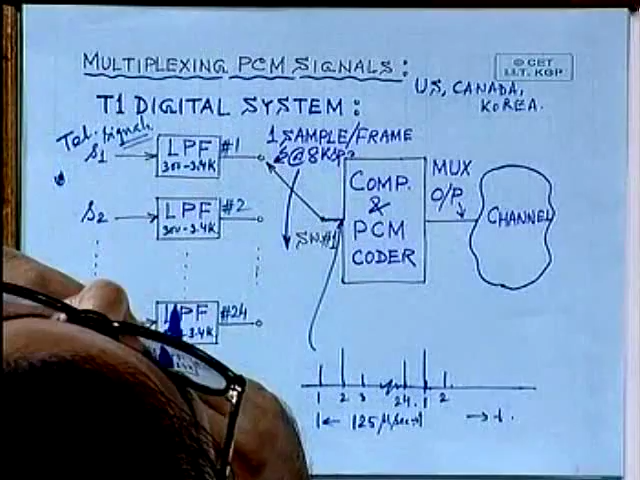 MULTIPLEXING PCM SIGNALS:
© CET
I.I.T. KGP
US, CANADA,
KOREA.
T1 DIGITAL SYSTEM:
Tel. signals
S1
LPF
300-3.4K
#1
1 SAMPLE/FRAME
@8KSPS
COMP.
&
PCM
CODER
MUX
O/P
CHANNEL
S2
LPF
300-3.4K
#2
SW#1
LPF
3.4K
#24
1 2 3 24. 1 2
125 μsec
t.